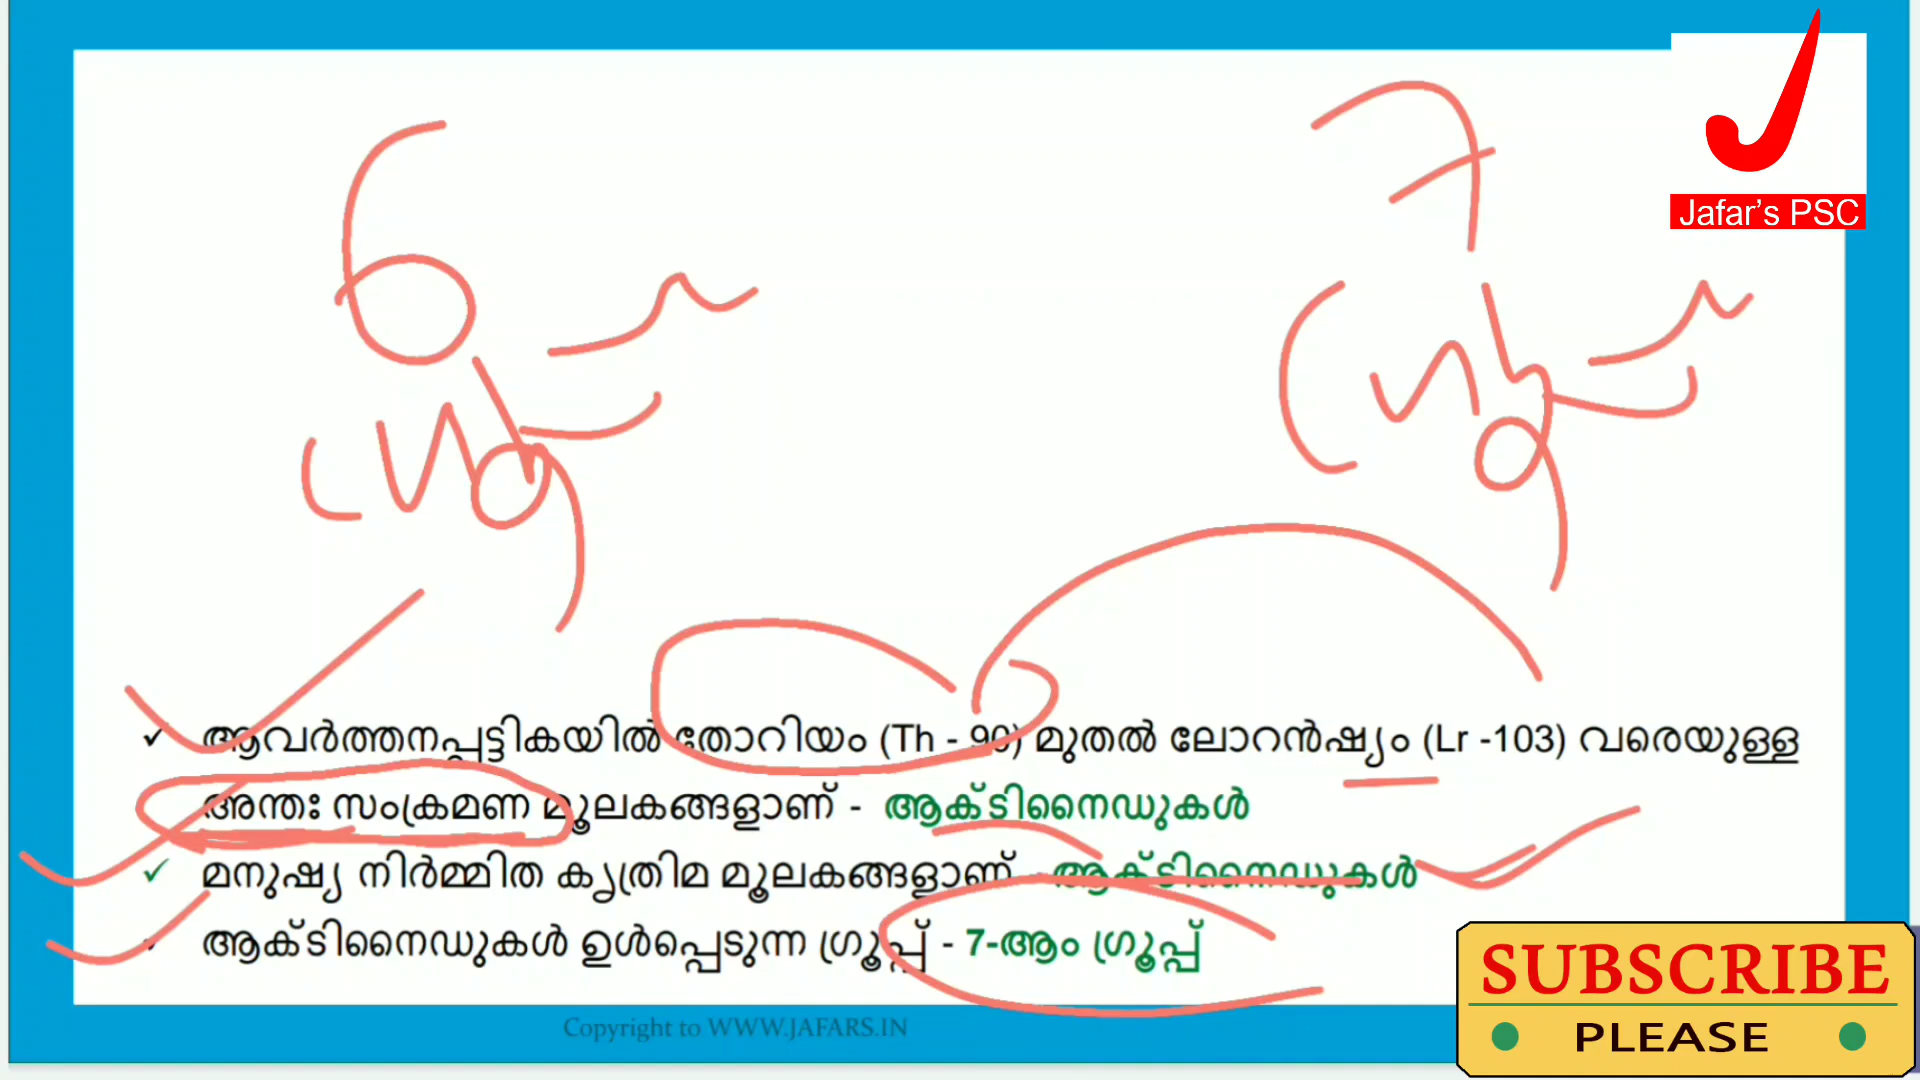 6
7
Jafar's PSC
ആവർത്തനപ്പട്ടികയിൽ തോറിയം (Th - 90) മുതൽ ലോറൻഷ്യം (Lr -103) വരെയുള്ള
അന്തഃ സംക്രമണ മൂലകങ്ങളാണ് - ആക്ടിനൈഡുകൾ
മനുഷ്യ നിർമ്മിത കൃത്രിമ മൂലകങ്ങളാണ് - ആക്ടിനൈഡുകൾ
ആക്ടിനൈഡുകൾ ഉൾപ്പെടുന്ന ഗ്രൂപ്പ് - 7-ആം ഗ്രൂപ്പ്
SUBSCRIBE
PLEASE
Copyright to WWW.JAFARS.IN